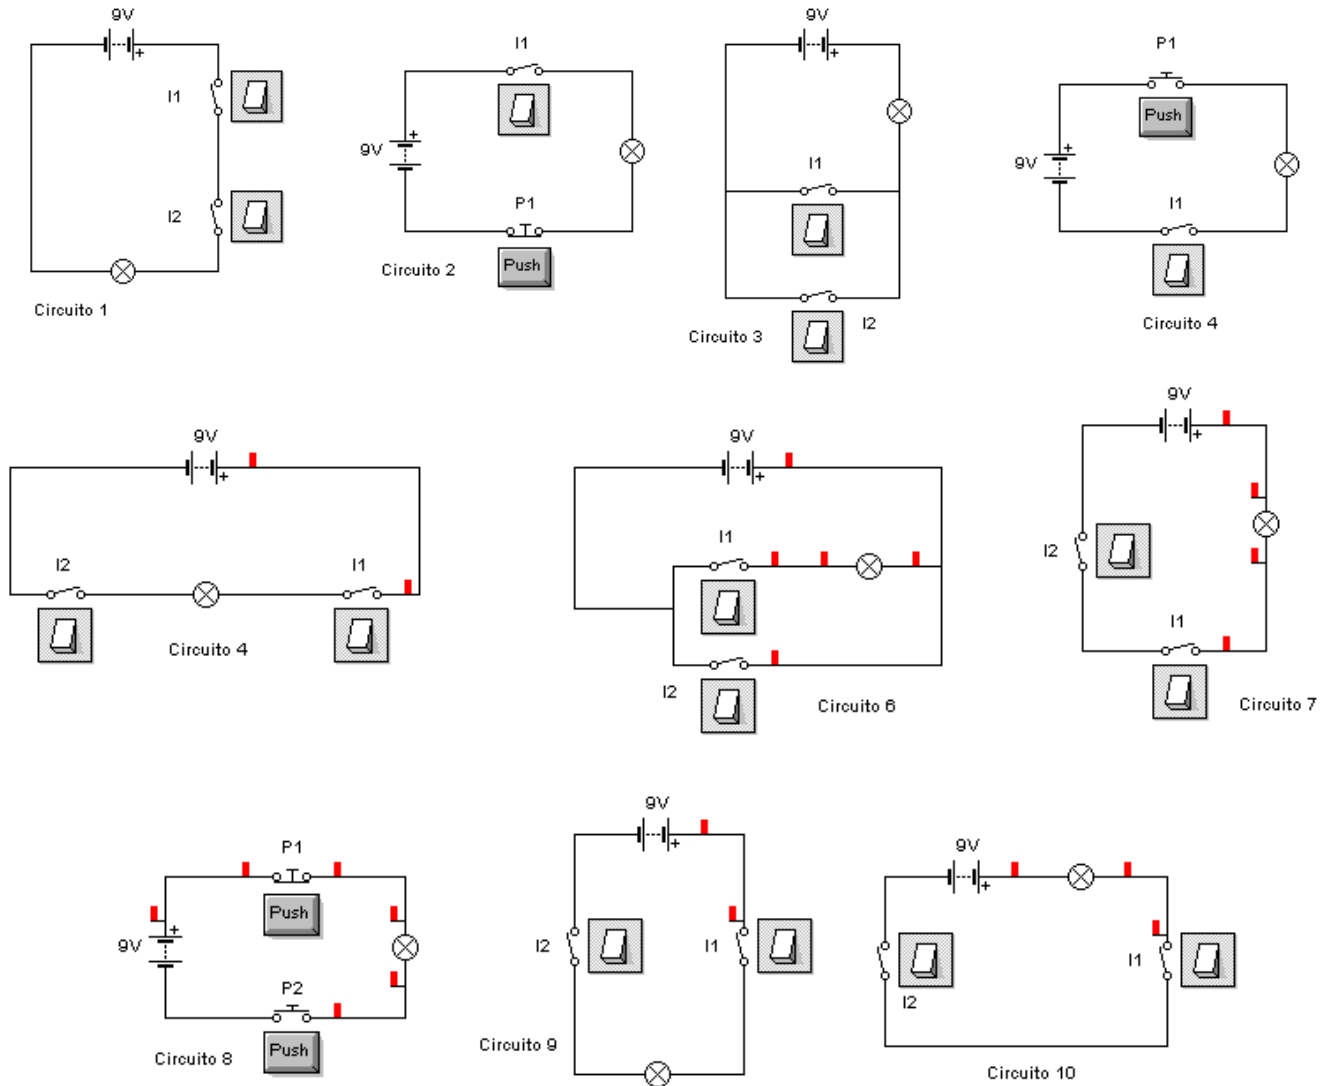 9V
I1
I2
Circuito 1
I1
9V
P1
Push
Circuito 2
9V
I1
I2
Circuito 3
P1
Push
9V
I1
Circuito 4
9V
I2
I1
Circuito 4
9V
I1
I2
Circuito 6
9V
I2
I1
Circuito 7
P1
Push
9V
P2
Push
Circuito 8
9V
I2
I1
Circuito 9
9V
I2
I1
Circuito 10